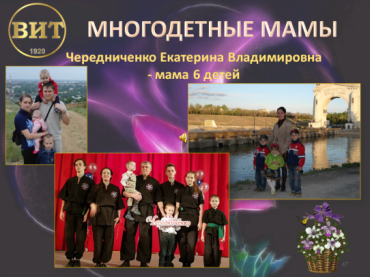 ВИТ
1920
МНОГОДЕТНЫЕ МАМЫ
Чередниченко Екатерина Владимировна
- мама 6 детей